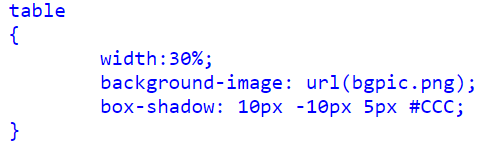 table
{
width:30%;
background-image: url(bgpic.png);
box-shadow: 10px -10px 5px #CCC;
}